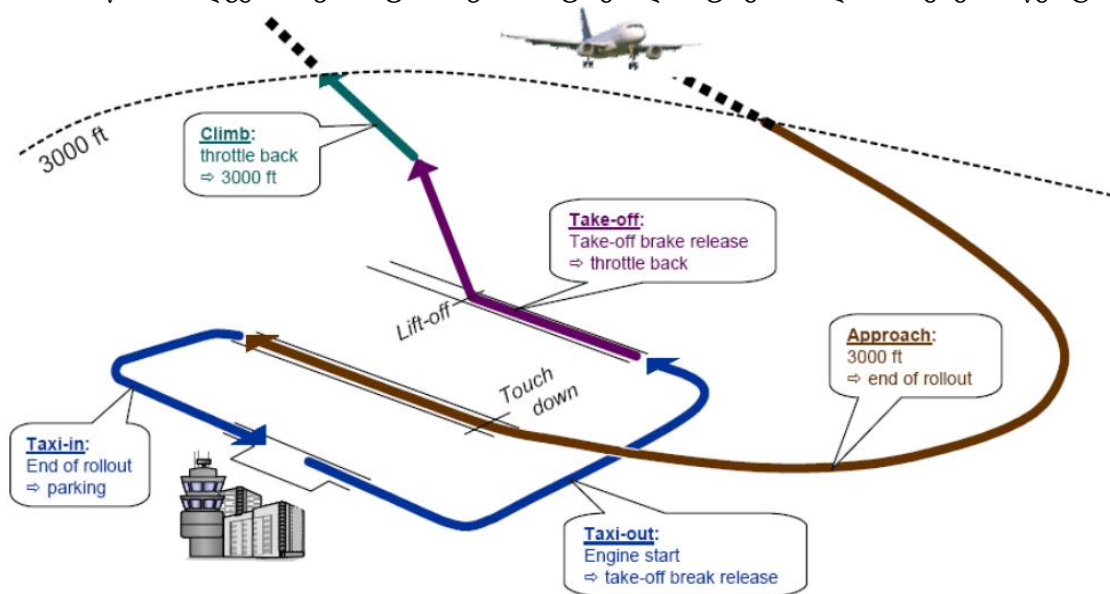 3000 ft
Climb:
throttle back
⇨ 3000 ft
Take-off:
Take-off brake release
⇨ throttle back
Lift-off
Approach:
3000 ft
⇨ end of rollout
Touch
down
Taxi-in:
End of rollout
⇨ parking
Taxi-out:
Engine start
⇨ take-off break release